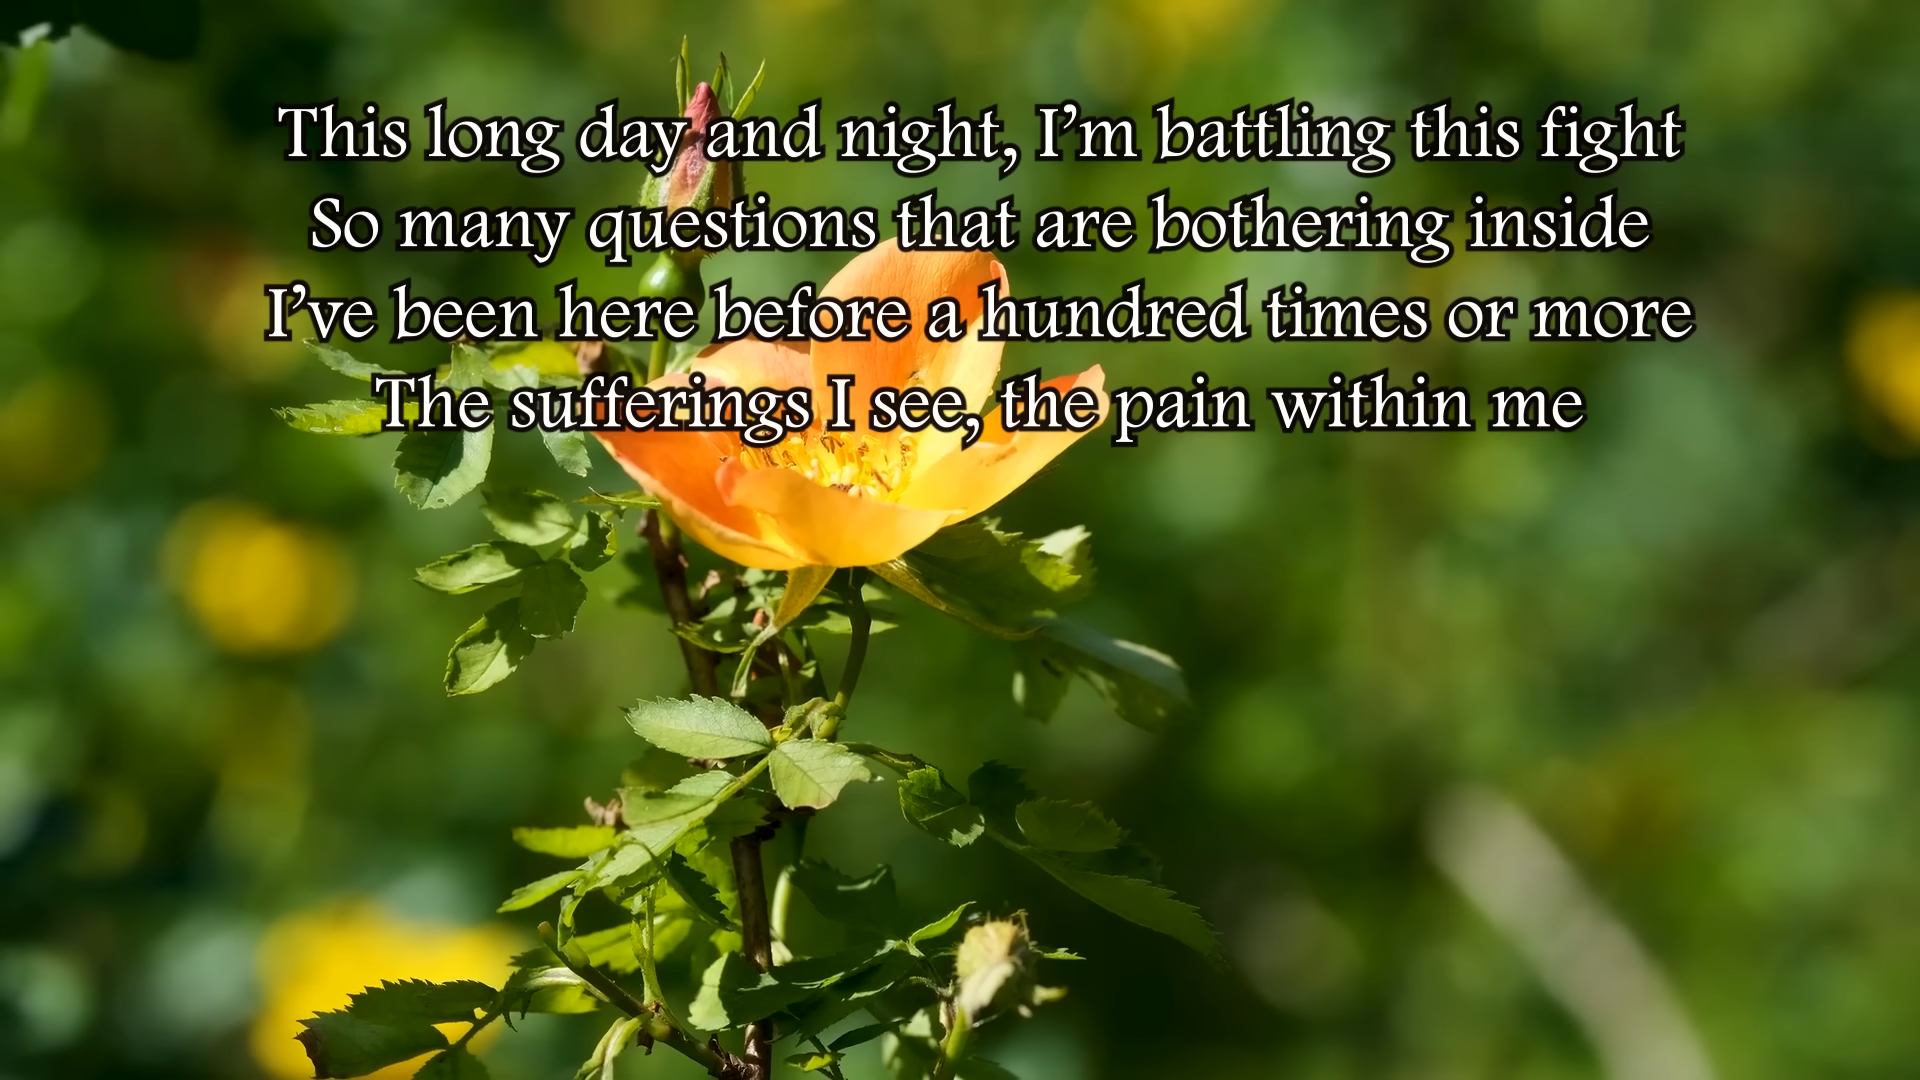 This long day and night, I’m battling this fight
So many questions that are bothering inside
I’ve been here before a hundred times or more
The sufferings I see, the pain within me